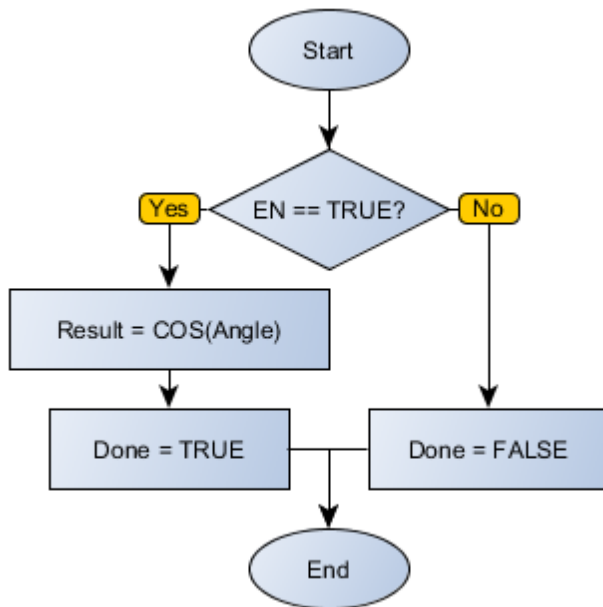 Start
EN == TRUE?
Yes
No
Result = COS(Angle)
Done = TRUE
Done = FALSE
End